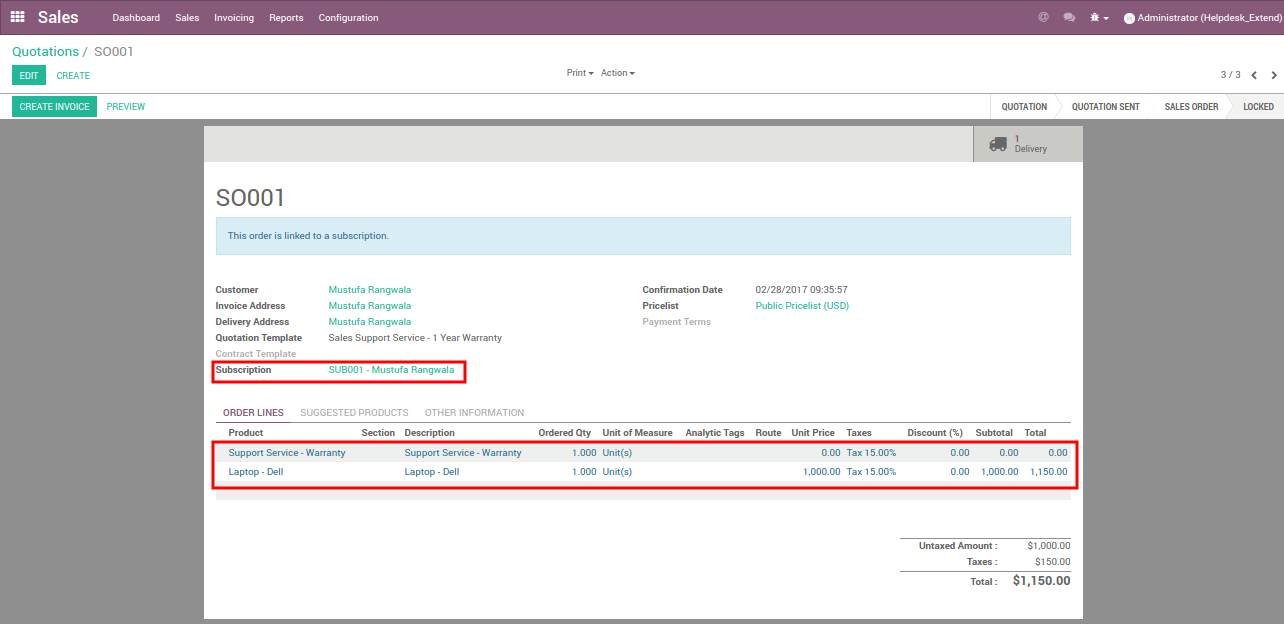 Sales Dashboard Sales Invoicing Reports Configuration @ Administrator (Helpdesk_Extend)
Quotations / SO001
EDIT CREATE Print Action 3 / 3
CREATE INVOICE PREVIEW QUOTATION QUOTATION SENT SALES ORDER LOCKED
1
Delivery
SO001
This order is linked to a subscription.
Customer Mustufa Rangwala Confirmation Date 02/28/2017 09:35:57
Invoice Address Mustufa Rangwala Pricelist Public Pricelist (USD)
Delivery Address Mustufa Rangwala Payment Terms
Quotation Template Sales Support Service - 1 Year Warranty
Contract Template
Subscription SUB001 - Mustufa Rangwala
ORDER LINES SUGGESTED PRODUCTS OTHER INFORMATION
Product Section Description Ordered Qty Unit of Measure Analytic Tags Route Unit Price Taxes Discount (%) Subtotal Total
Support Service - Warranty Support Service - Warranty 1.000 Unit(s) 0.00 Tax 15.00% 0.00 0.00 0.00
Laptop - Dell Laptop - Dell 1.000 Unit(s) 1,000.00 Tax 15.00% 0.00 1,000.00 1,150.00
Untaxed Amount : $1,000.00
Taxes : $150.00
Total : $1,150.00